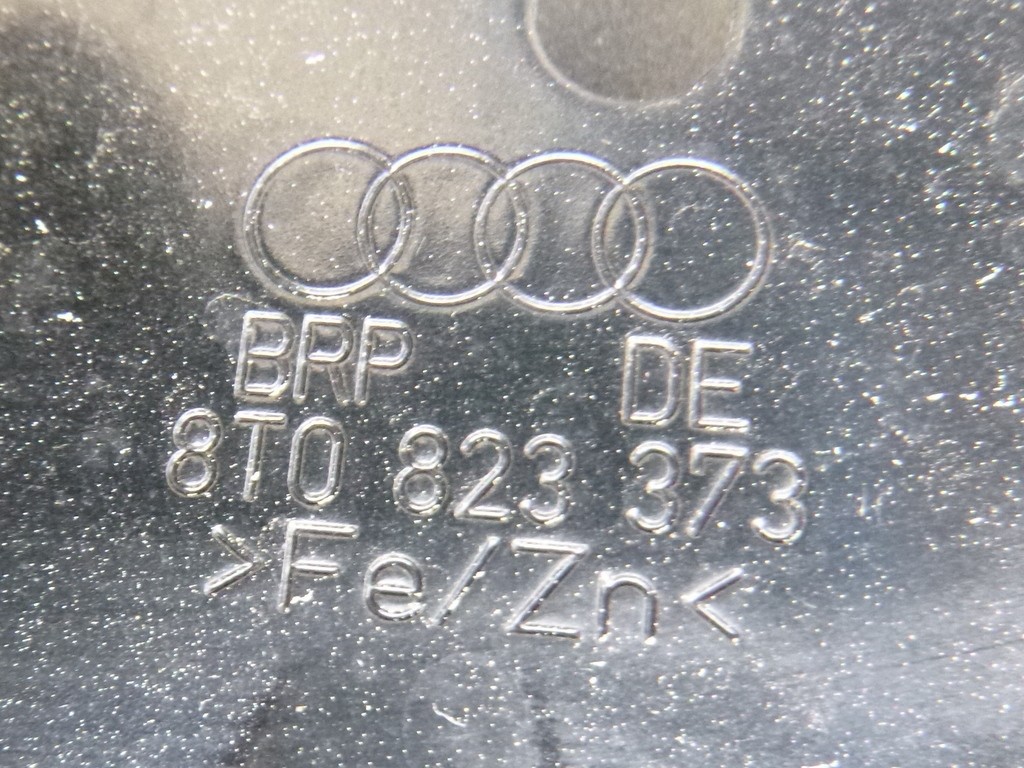 BRP DE
8T0 823 373
>Fe/Zn<